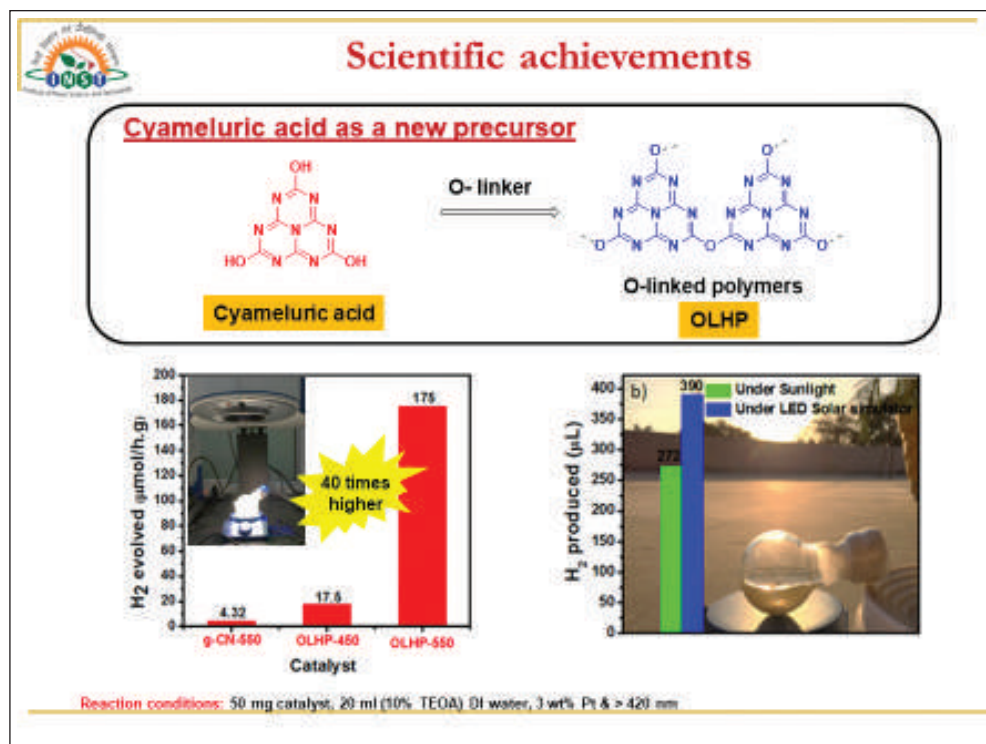 Scientific achievements
INST
Cyameluric acid as a new precursor
OH
N N
N N N
N N N
HO OH
O- linker
O O
N N N N
N N N N N N
N N N N N N
O O O
Cyameluric acid
O-linked polymers
OLHP
H2 evolved μmol/h.g)
200
180
160
140
120
100
80
60
40
20
0
4.32
17.5
175
40 times
higher
g-CN-550 OLHP-450 OLHP-550
Catalyst
b)
Under Sunlight
Under LED Solar simulator
H2 produced (μL)
400
350
300
250
200
150
100
50
0
272
390
Reaction conditions: 50 mg catalyst, 20 ml (10% TEOA) DI water, 3 wt% Pt & > 420 nm